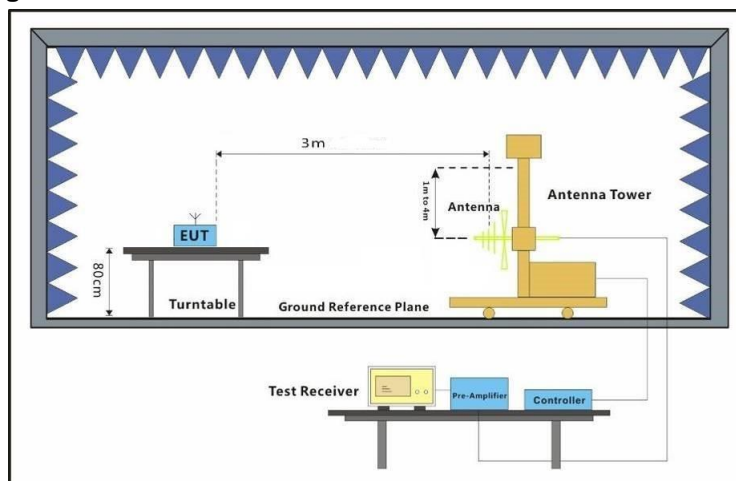 3m
1m to 4m
Antenna
Antenna Tower
EUT
80cm
Turntable
Ground Reference Plane
Test Receiver
Pre-Amplifier
Controller